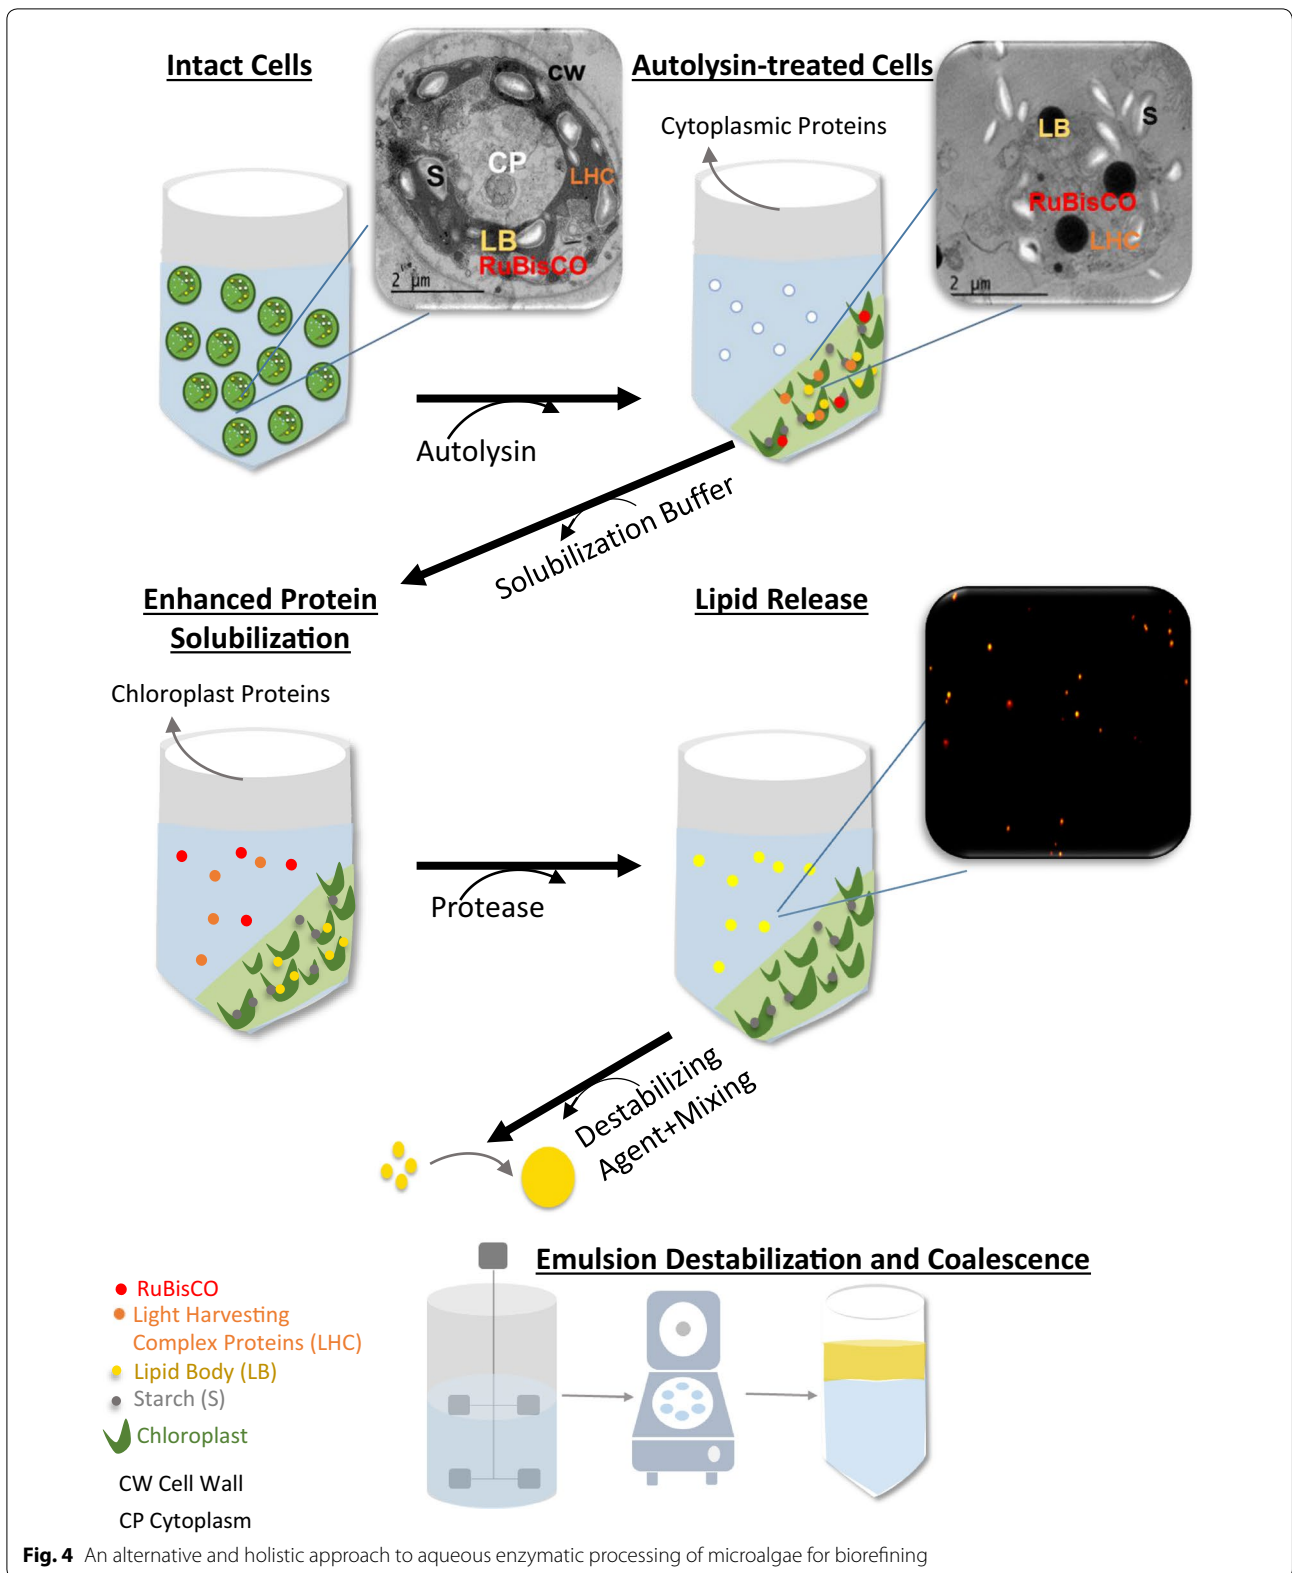 Intact Cells
CW
CP
S
LHC
LB
RuBisCO
2 µm
Autolysin-treated Cells
Cytoplasmic Proteins
LB
S
RuBisCO
LHC
2 µm
Autolysin
Solubilization Buffer
Enhanced Protein
Solubilization
Chloroplast Proteins
Lipid Release
Protease
Destabilizing
Agent+Mixing
Emulsion Destabilization and Coalescence
RuBisCO
Light Harvesting
Complex Proteins (LHC)
Lipid Body (LB)
Starch (S)
Chloroplast
CW Cell Wall
CP Cytoplasm
Fig. 4 An alternative and holistic approach to aqueous enzymatic processing of microalgae for biorefining